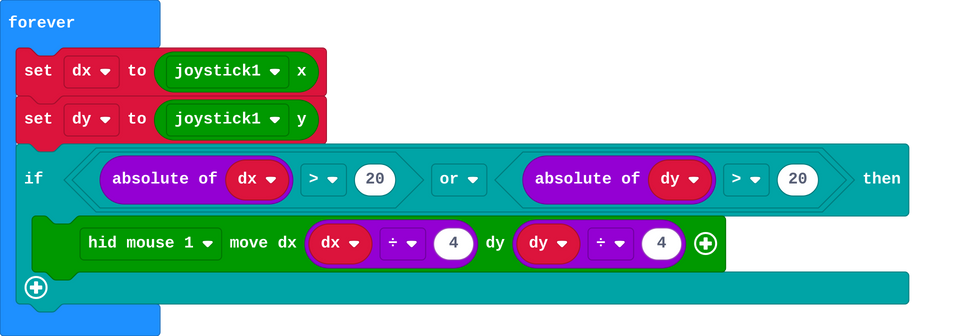 forever
set dx to joystick1 x
set dy to joystick1 y
if absolute of dx > 20 or absolute of dy > 20 then
hid mouse 1 move dx dx ÷ 4 dy dy ÷ 4